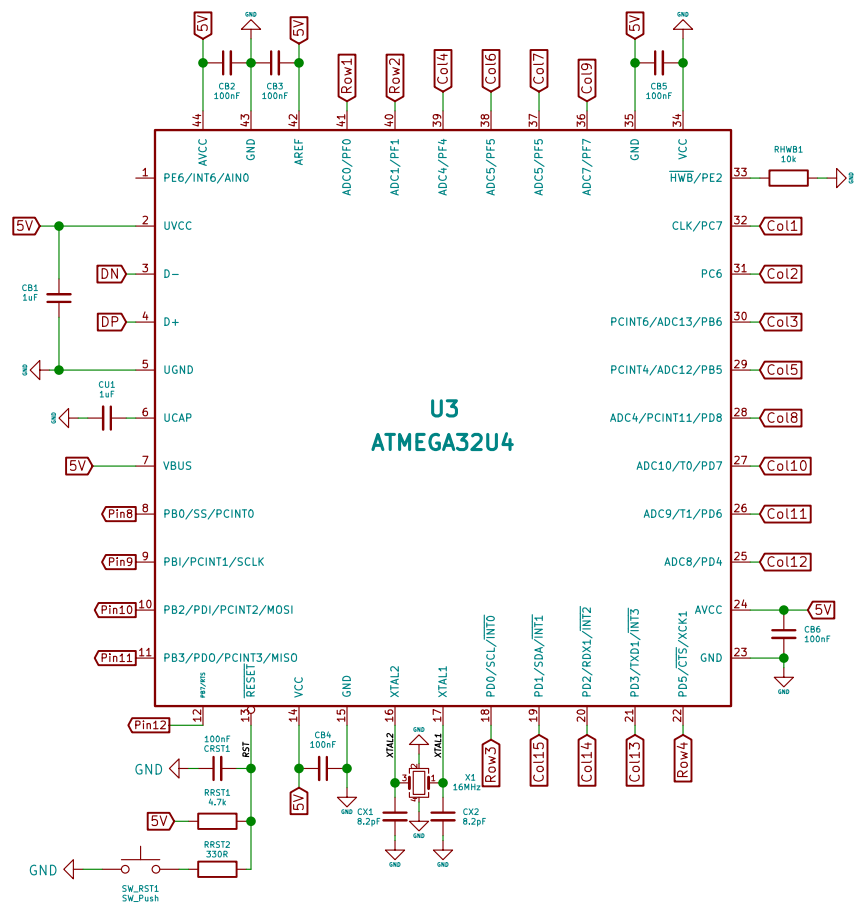 GND
5V
5V
5V
GND
CB2
100nF
CB3
100nF
Row1
Row2
Col4
Col6
Col7
Col9
CB5
100nF
44
43
42
41
40
39
38
37
36
35
34
AVCC
GND
AREF
ADC0/PF0
ADC1/PF1
ADC4/PF4
ADC5/PF5
ADC5/PF5
ADC7/PF7
GND
VCC
1
PE6/INT6/AIN0
HWB/PE2
33
RHWB1
10k
GND
5V
2
UVCC
CLK/PC7
32
Col1
DN
3
D-
PC6
31
Col2
CB1
1uF
DP
4
D+
PCINT6/ADC13/PB6
30
Col3
GND
5
UGND
PCINT4/ADC12/PB5
29
Col5
CU1
1uF
GND
6
UCAP
U3
ATMEGA32U4
ADC4/PCINT11/PD8
28
Col8
5V
7
VBUS
ADC10/T0/PD7
27
Col10
Pin8
8
PB0/SS/PCINT0
ADC9/T1/PD6
26
Col11
Pin9
9
PBI/PCINT1/SCLK
ADC8/PD4
25
Col12
Pin10
10
PB2/PDI/PCINT2/MOSI
AVCC
24
5V
CB6
100nF
Pin11
11
PB3/PDO/PCINT3/MISO
GND
23
GND
PB7/RTS
RESET
VCC
GND
XTAL2
XTAL1
PD0/SCL/INT0
PD1/SDA/INT1
PD2/RDX1/INT2
PD3/TXD1/INT3
PD5/CTS/XCK1
12
13
14
15
16
17
18
19
20
21
22
Pin12
RST
XTAL2
XTAL1
GND
Row3
Col15
Col14
Col13
Row4
100nF
CRST1
GND
CB4
100nF
5V
GND
2
3
1
4
X1
16MHz
RRST1
4.7k
5V
CX1
8.2pF
GND
CX2
8.2pF
GND
GND
RRST2
330R
GND
SW_RST1
SW_Push